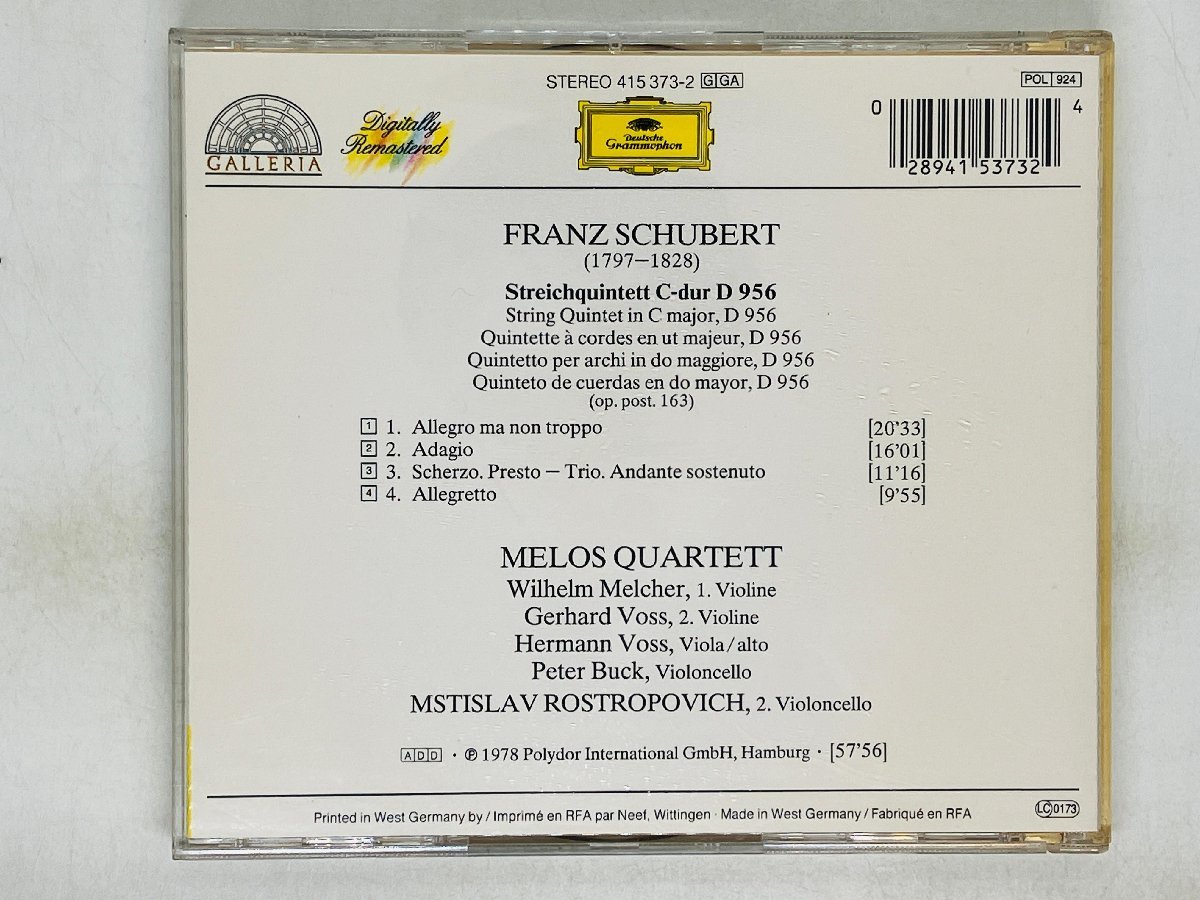 STEREO 415 373-2 G GA
POL 924
GALLERIA
Digitally
Remastered
Deutsche
Grammophon
0 28941 53732 4
FRANZ SCHUBERT
(1797–1828)
Streichquintett C-dur D 956
String Quintet in C major, D 956
Quintette à cordes en ut majeur, D 956
Quintetto per archi in do maggiore, D 956
Quinteto de cuerdas en do mayor, D 956
(op. post. 163)
1 1. Allegro ma non troppo [20'33]
2 2. Adagio [16'01]
3 3. Scherzo. Presto – Trio. Andante sostenuto [11'16]
4 4. Allegretto [9'55]
MELOS QUARTETT
Wilhelm Melcher, 1. Violine
Gerhard Voss, 2. Violine
Hermann Voss, Viola/alto
Peter Buck, Violoncello
MSTISLAV ROSTROPOVICH, 2. Violoncello
ADD · ℗ 1978 Polydor International GmbH, Hamburg · [57'56]
Printed in West Germany by / Imprimé en RFA par Neef, Wittingen · Made in West Germany / Fabriqué en RFA
LC 0173